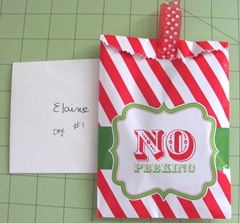 Elaine
Day #1
NO
PEEKING